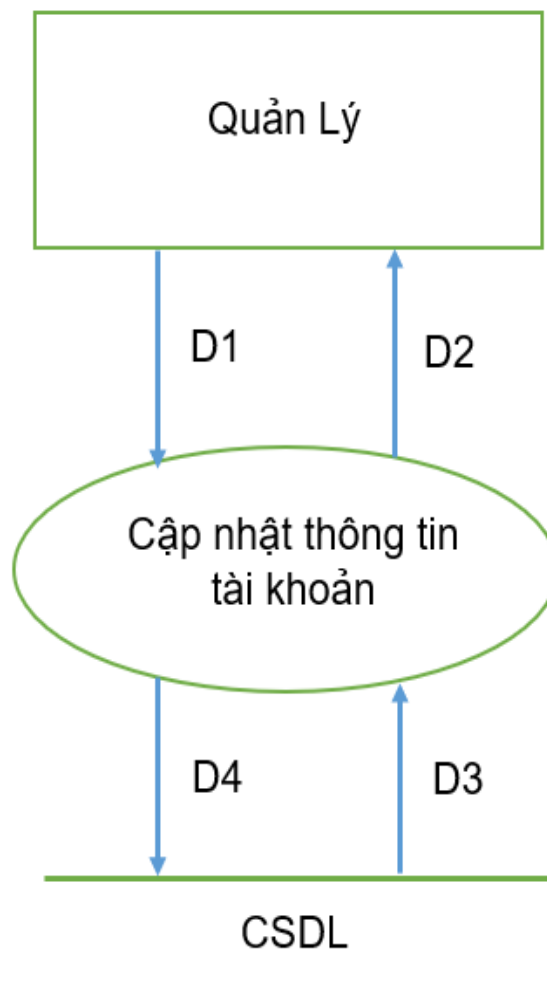 Quản Lý
D1
D2
Cập nhật thông tin
tài khoản
D4
D3
CSDL